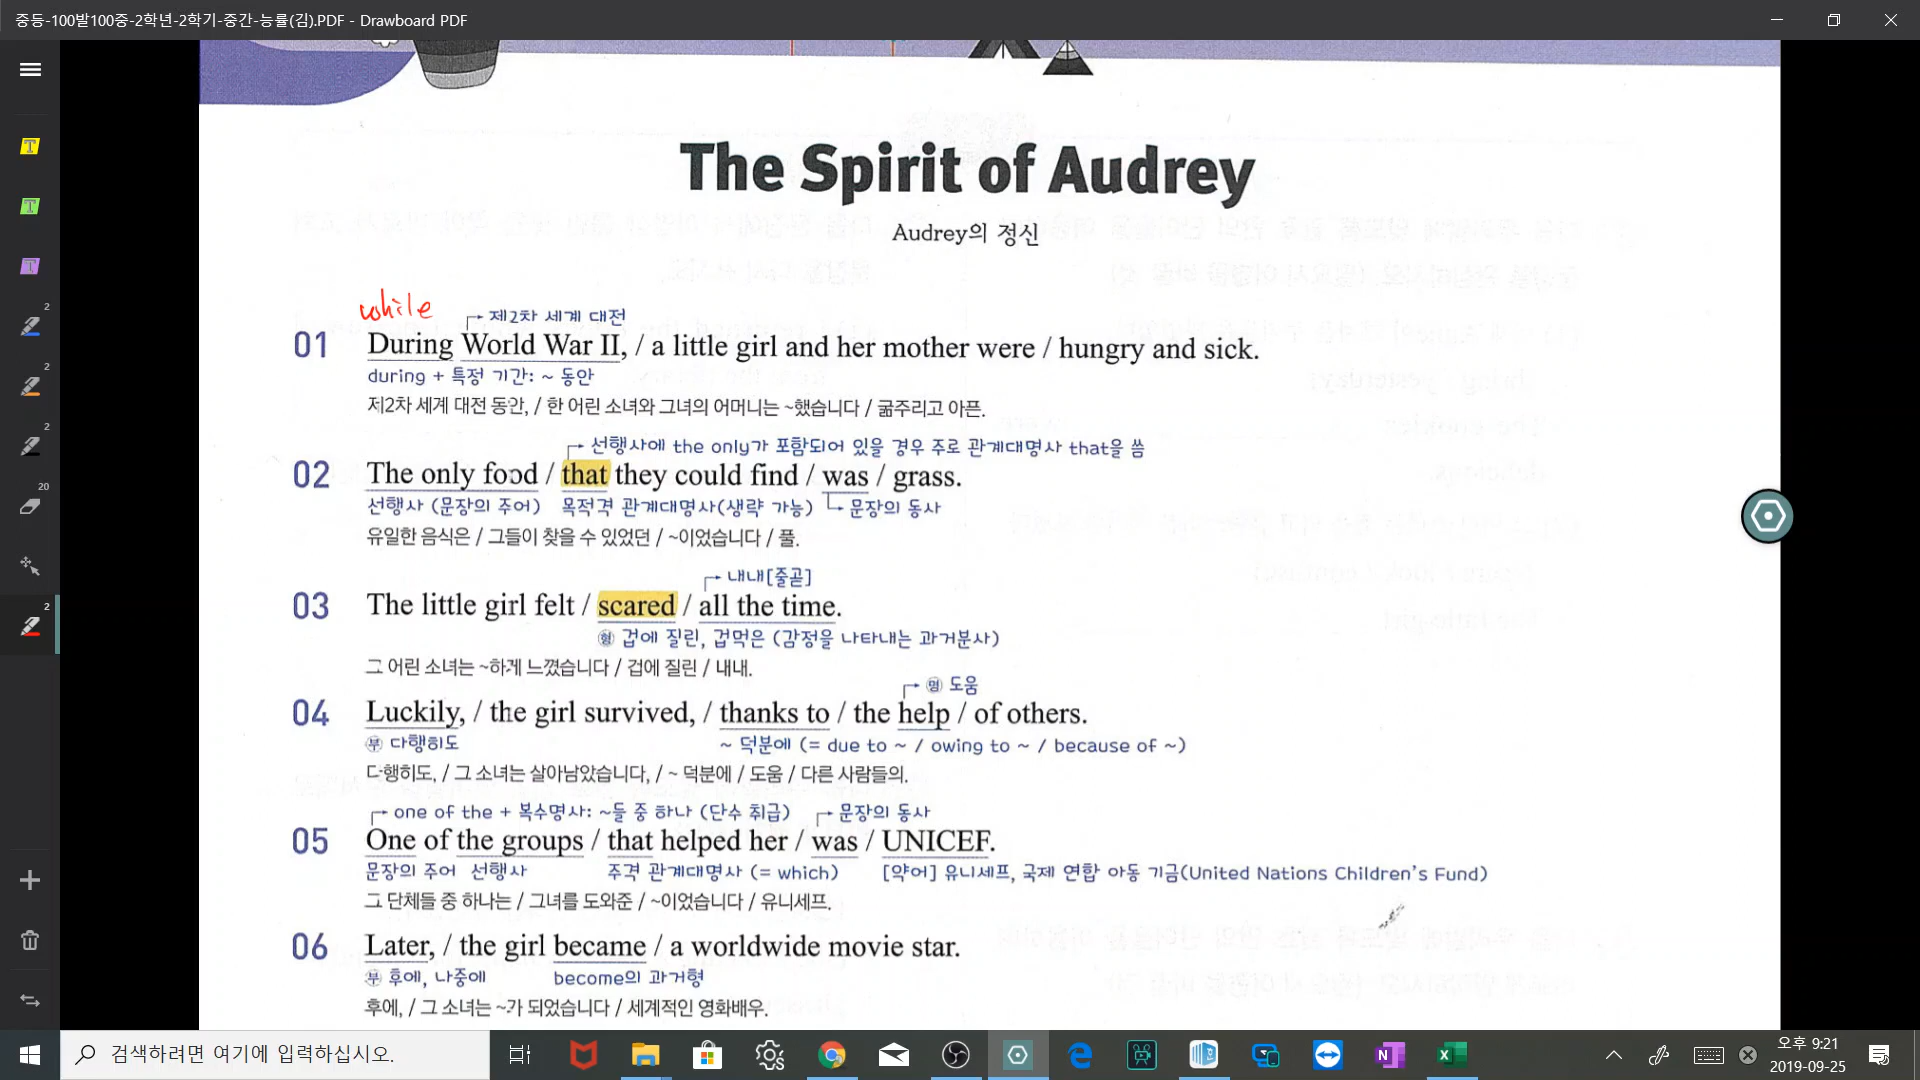 중등-100발100중-2학년-2학기-중간-능률(김).PDF - Drawboard PDF
The Spirit of Audrey
Audrey의 정신
while
제2차 세계 대전
01 During World War II, / a little girl and her mother were / hungry and sick.
during + 특정 기간: ~ 동안
제2차 세계 대전 동안, / 한 어린 소녀와 그녀의 어머니는 ~했습니다 / 굶주리고 아픈.
선행사에 the only가 포함되어 있을 경우 주로 관계대명사 that을 씀
02 The only food / that they could find / was / grass.
선행사 (문장의 주어) 목적격 관계대명사(생략 가능) 문장의 동사
유일한 음식은 / 그들이 찾을 수 있었던 / ~이었습니다 / 풀.
내내[줄곧]
03 The little girl felt / scared / all the time.
형 겁에 질린, 겁먹은 (감정을 나타내는 과거분사)
그 어린 소녀는 ~하게 느꼈습니다 / 겁에 질린 / 내내.
명 도움
04 Luckily, / the girl survived, / thanks to / the help / of others.
부 다행히도 ~ 덕분에 (= due to ~ / owing to ~ / because of ~)
다행히도, / 그 소녀는 살아남았습니다, / ~ 덕분에 / 도움 / 다른 사람들의.
one of the + 복수명사: ~들 중 하나 (단수 취급) 문장의 동사
05 One of the groups / that helped her / was / UNICEF.
문장의 주어 선행사 주격 관계대명사 (= which) [약어] 유니세프, 국제 연합 아동 기금(United Nations Children's Fund)
그 단체들 중 하나는 / 그녀를 도와준 / ~이었습니다 / 유니세프.
06 Later, / the girl became / a worldwide movie star.
부 후에, 나중에 become의 과거형
후에, / 그 소녀는 ~가 되었습니다 / 세계적인 영화배우.
2
2
2
20
2
검색하려면 여기에 입력하십시오.
오후 9:21
2019-09-25